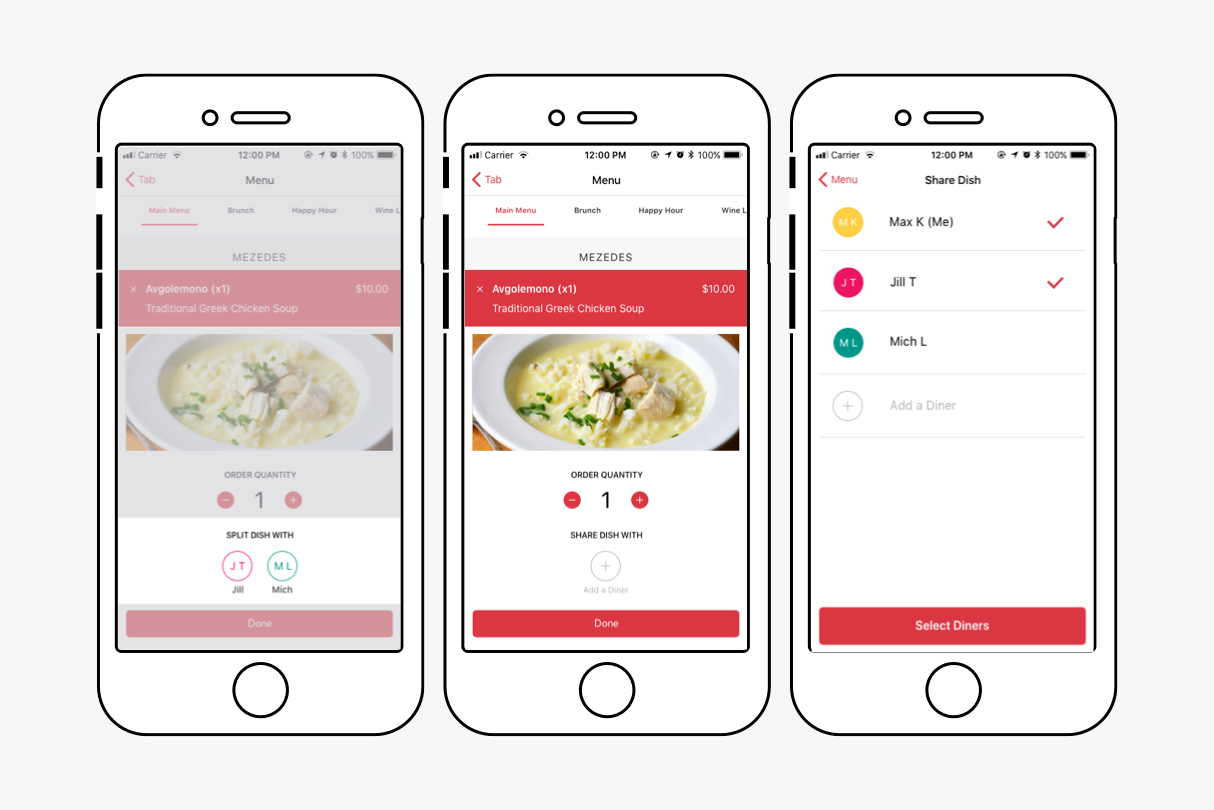 Carrier 12:00 PM 100%
Tab Menu
Main Menu Brunch Happy Hour Wine L
MEZEDES
× Avgolemono (x1) $10.00
Traditional Greek Chicken Soup
ORDER QUANTITY
− 1 +
SPLIT DISH WITH
J T M L
Jill Mich
Done
Carrier 12:00 PM 100%
Tab Menu
Main Menu Brunch Happy Hour Wine L
MEZEDES
× Avgolemono (x1) $10.00
Traditional Greek Chicken Soup
ORDER QUANTITY
− 1 +
SHARE DISH WITH
+
Add a Diner
Done
Carrier 12:00 PM 100%
Menu Share Dish
M K Max K (Me)
J T Jill T
M L Mich L
+ Add a Diner
Select Diners